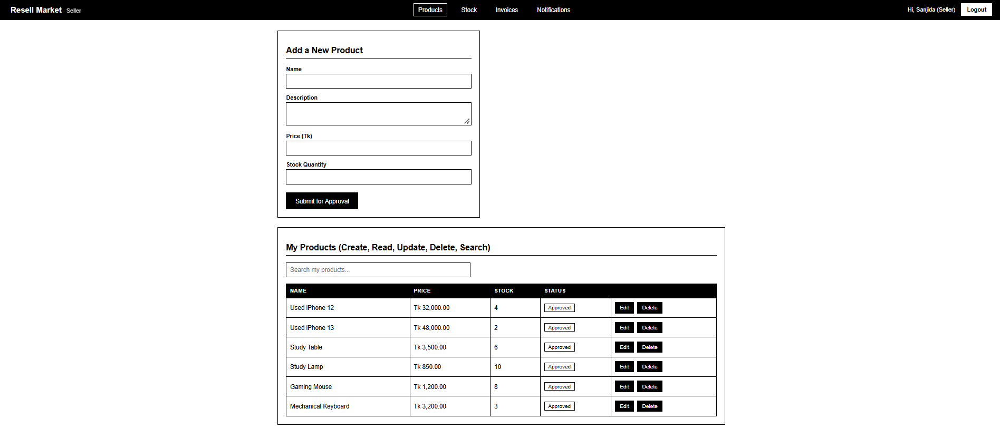 Resell Market Seller Products Stock Invoices Notifications Hi, Sanjida (Seller) Logout
Add a New Product
Name
Description
Price (Tk)
Stock Quantity
Submit for Approval
My Products (Create, Read, Update, Delete, Search)
Search my products...
NAME PRICE STOCK STATUS
Used iPhone 12 Tk 32,000.00 4 Approved Edit Delete
Used iPhone 13 Tk 48,000.00 2 Approved Edit Delete
Study Table Tk 3,500.00 6 Approved Edit Delete
Study Lamp Tk 850.00 10 Approved Edit Delete
Gaming Mouse Tk 1,200.00 8 Approved Edit Delete
Mechanical Keyboard Tk 3,200.00 3 Approved Edit Delete